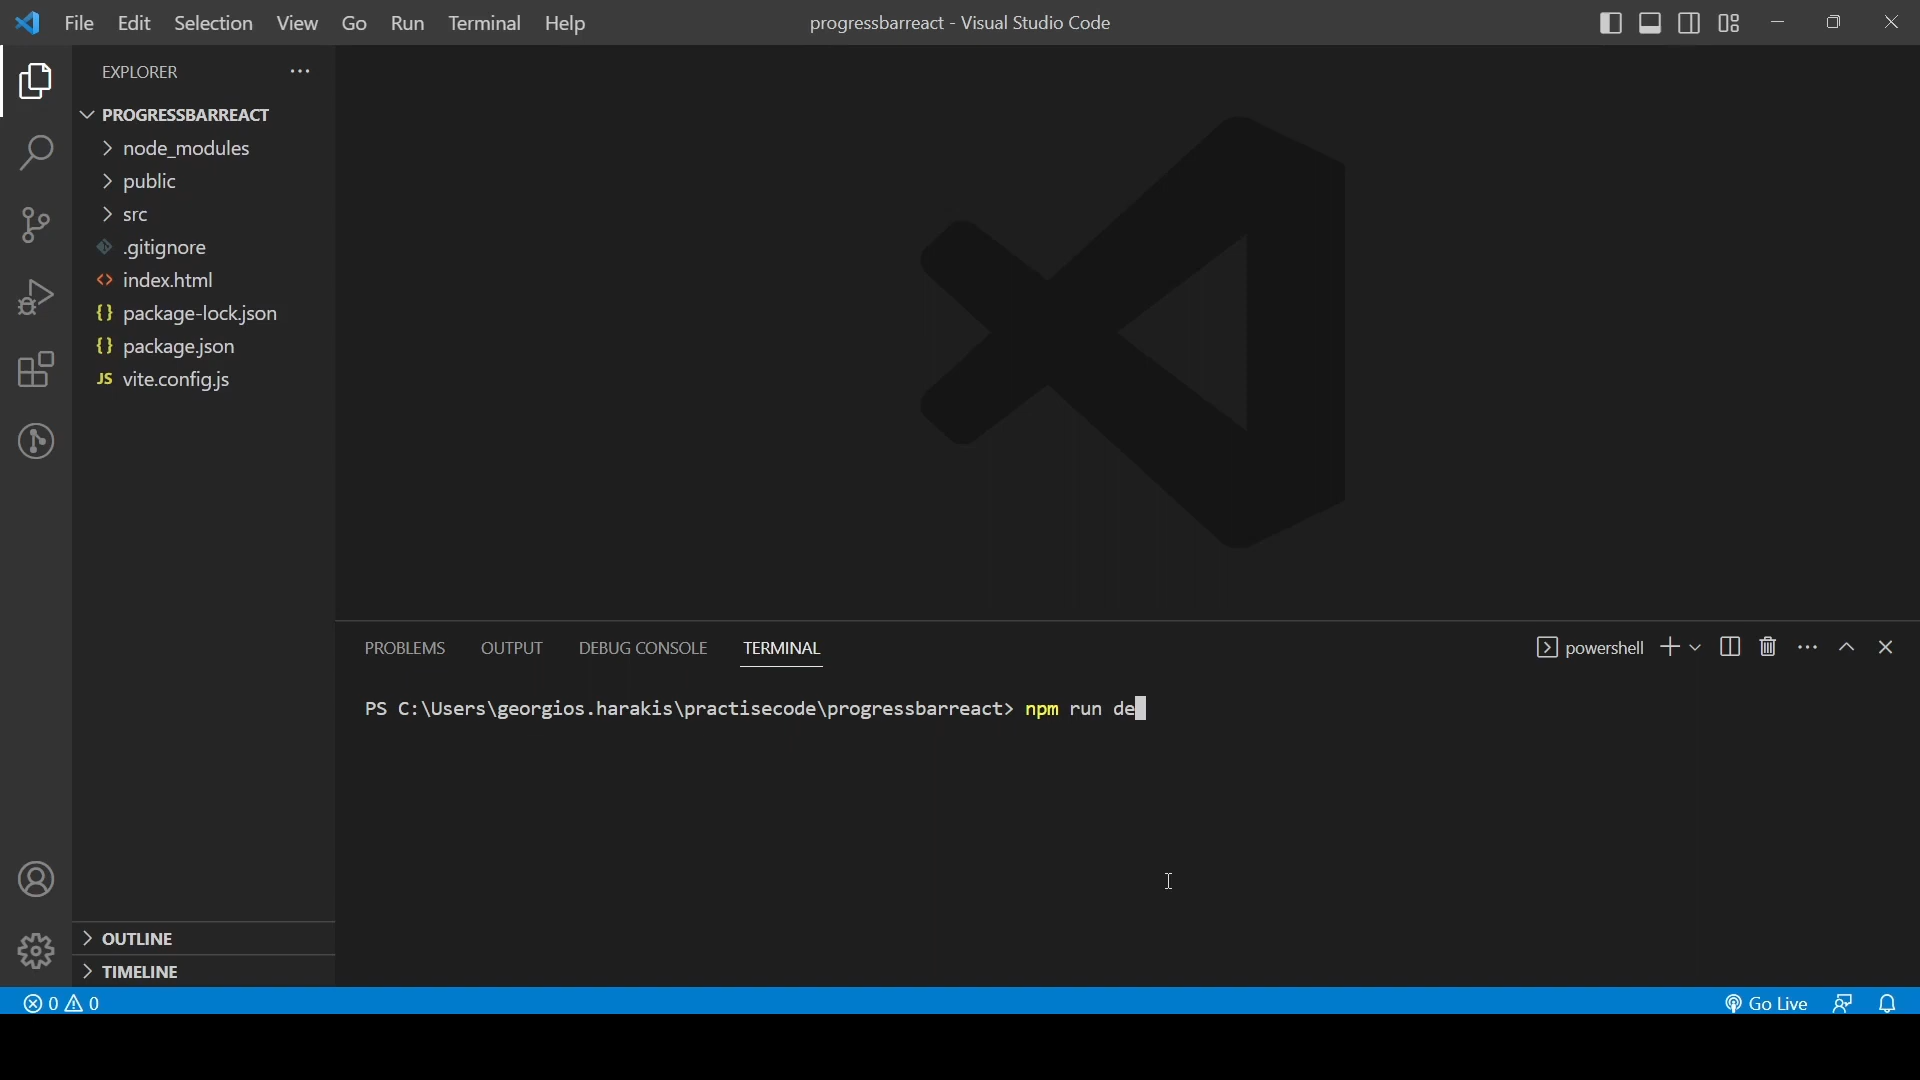 File Edit Selection View Go Run Terminal Help
progressbarreact - Visual Studio Code
EXPLORER
PROGRESSBARREACT
node_modules
public
src
.gitignore
<> index.html
{} package-lock.json
{} package.json
JS vite.config.js
OUTLINE
TIMELINE
PROBLEMS OUTPUT DEBUG CONSOLE TERMINAL
powershell
PS C:\Users\georgios.harakis\practisecode\progressbarreact> npm run de
0 0
Go Live